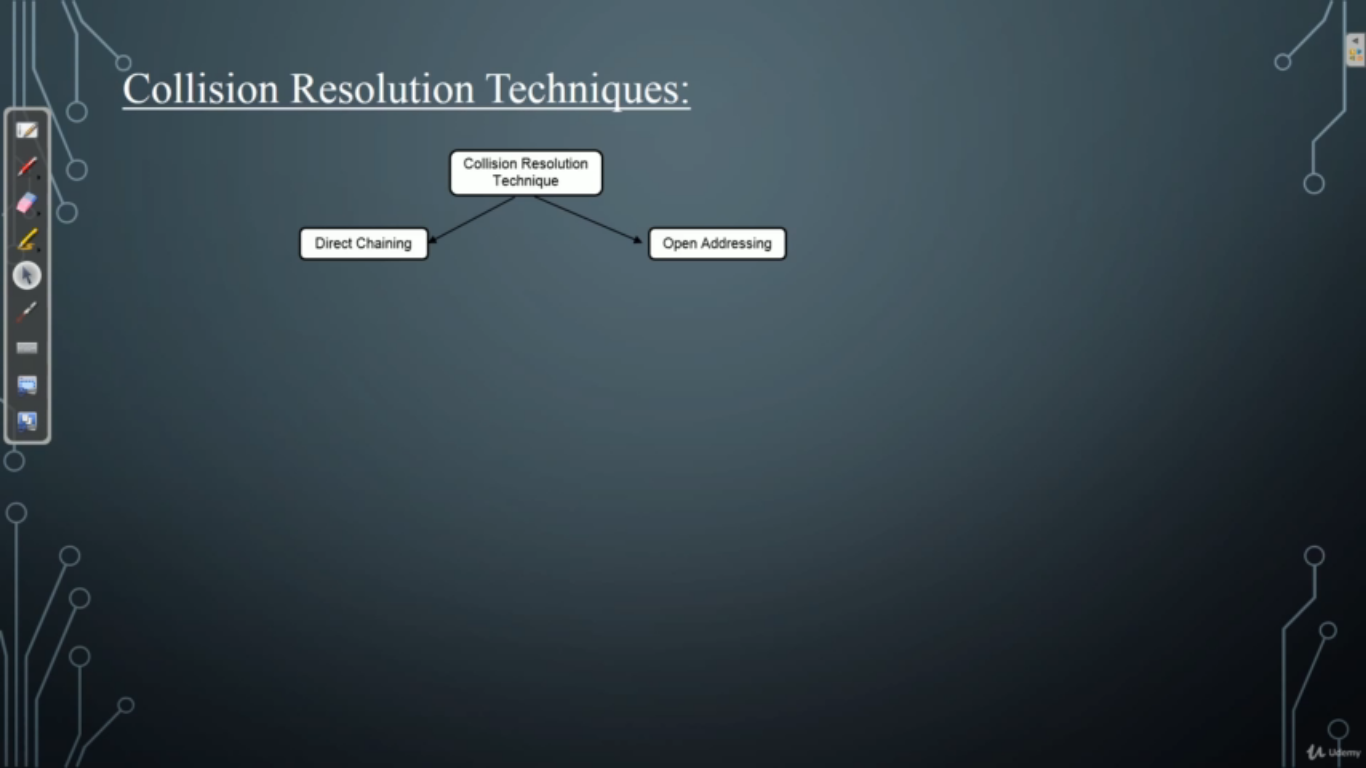 Collision Resolution Techniques:
Collision Resolution
Technique
Direct Chaining
Open Addressing
Udemy